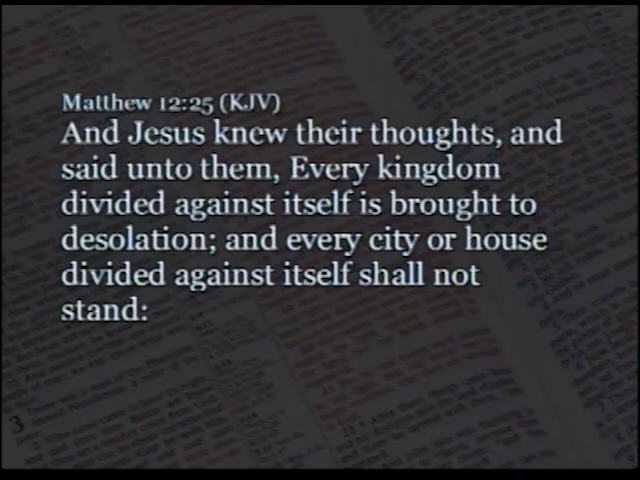 Matthew 12:25 (KJV)
And Jesus knew their thoughts, and
said unto them, Every kingdom
divided against itself is brought to
desolation; and every city or house
divided against itself shall not
stand:
3